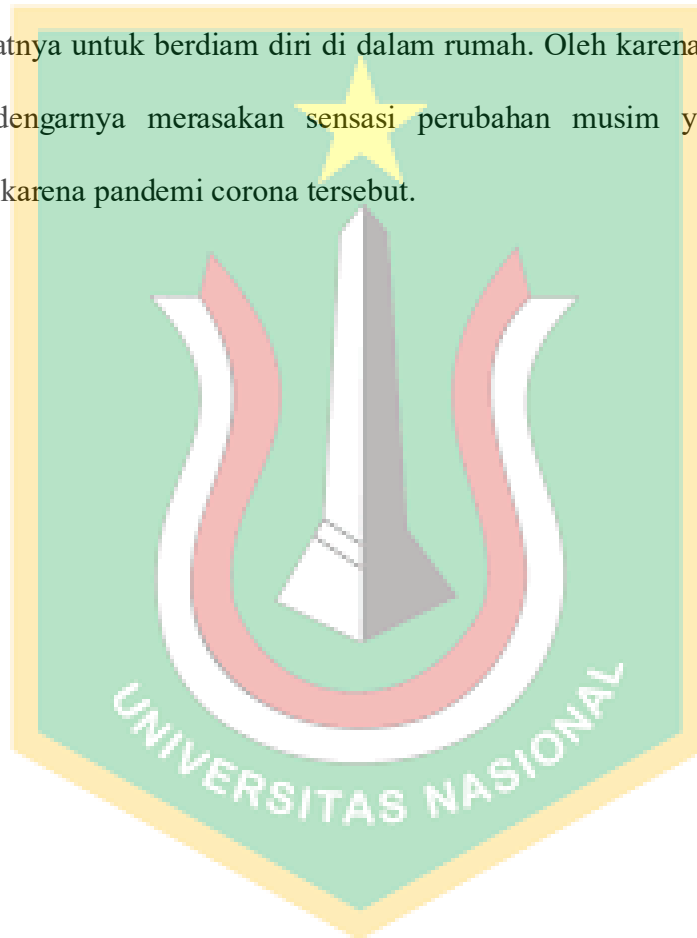 atnya untuk berdiam diri di dalam rumah. Oleh karena
dengarnya merasakan sensasi perubahan musim y
karena pandemi corona tersebut.
UNIVERSITAS NASIONAL